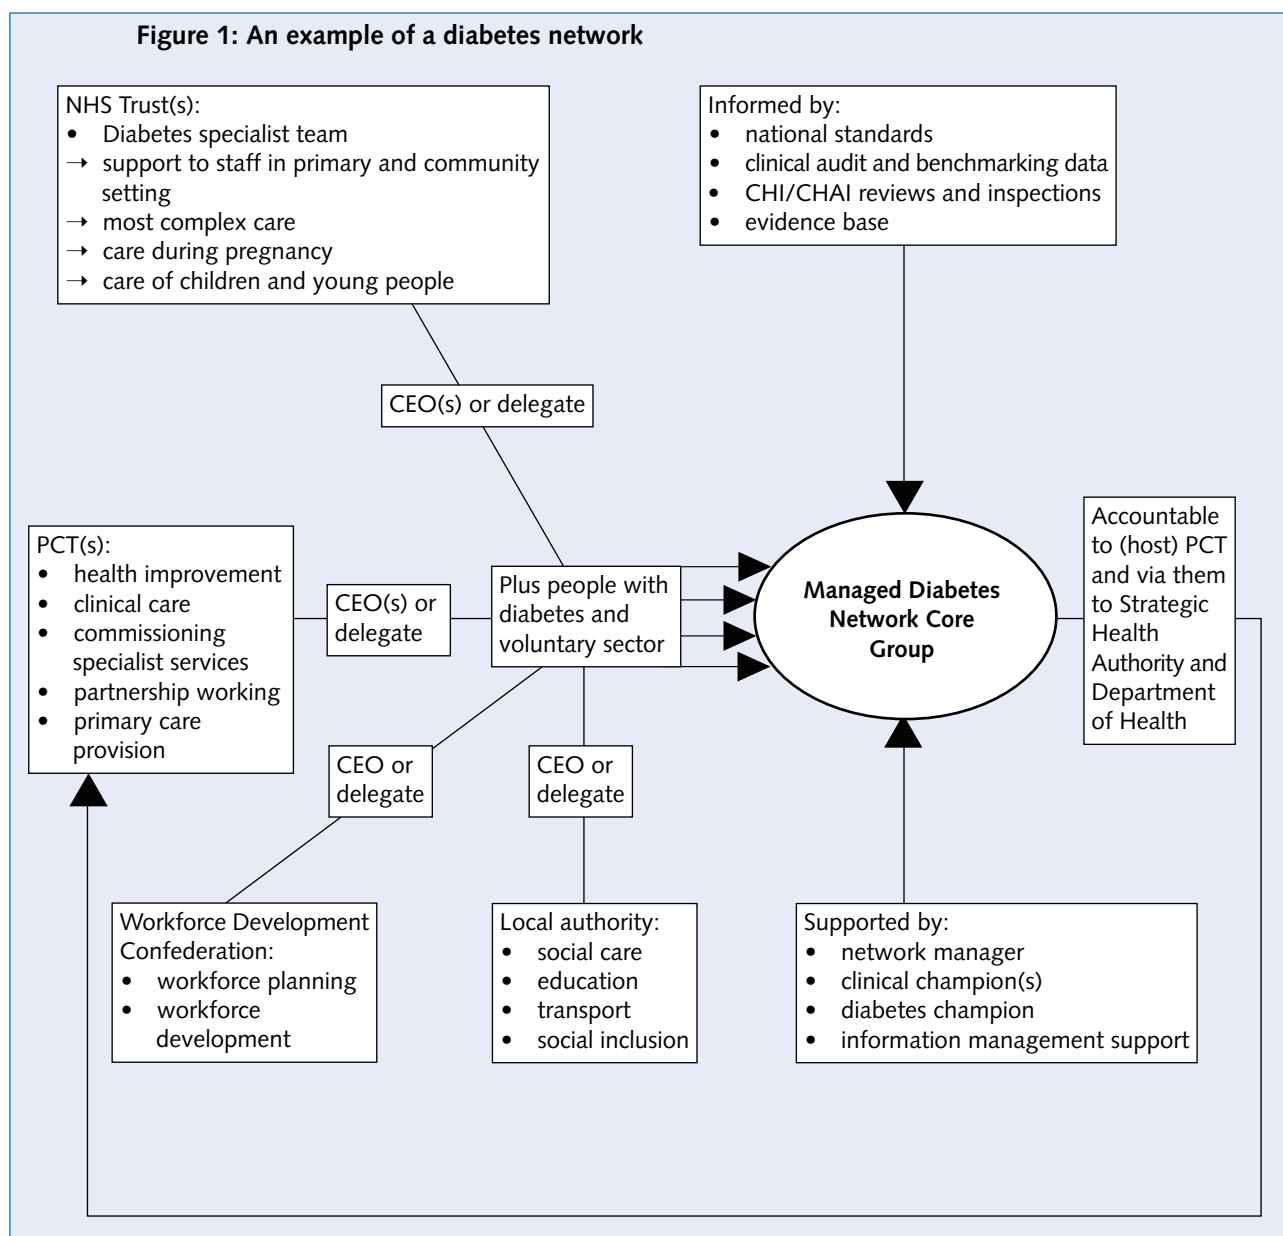 Figure 1: An example of a diabetes network
NHS Trust(s):
• Diabetes specialist team
→ support to staff in primary and community
setting
→ most complex care
→ care during pregnancy
→ care of children and young people
Informed by:
• national standards
• clinical audit and benchmarking data
• CHI/CHAI reviews and inspections
• evidence base
CEO(s) or delegate
PCT(s):
• health improvement
• clinical care
• commissioning
specialist services
• partnership working
• primary care
provision
CEO(s) or
delegate
Plus people with
diabetes and
voluntary sector
Managed Diabetes
Network Core
Group
Accountable
to (host) PCT
and via them
to Strategic
Health
Authority and
Department
of Health
CEO or
delegate
CEO or
delegate
Workforce Development
Confederation:
• workforce planning
• workforce
development
Local authority:
• social care
• education
• transport
• social inclusion
Supported by:
• network manager
• clinical champion(s)
• diabetes champion
• information management support